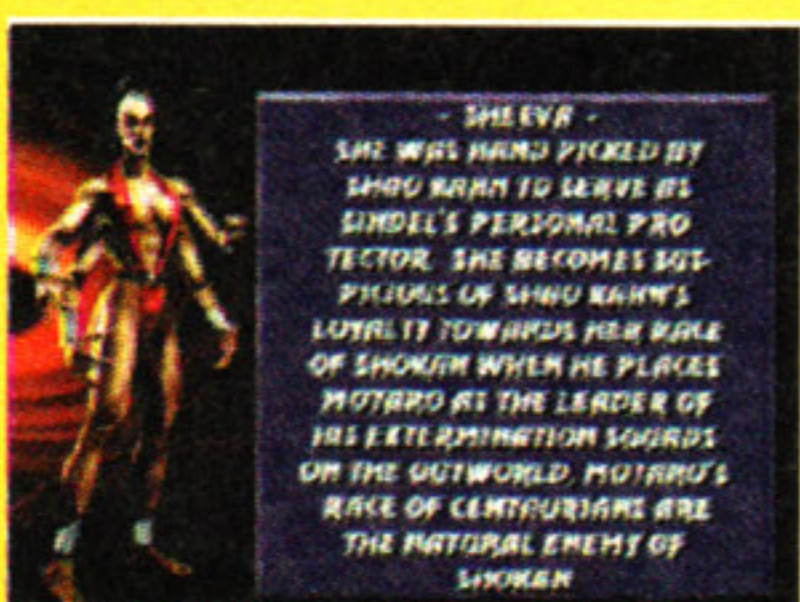 - SHEEVA -
SHE WAS HAND PICKED BY
SHAO KAHN TO SERVE AS
SINDEL'S PERSONAL PRO
TECTOR. SHE BECOMES SUS-
PICIOUS OF SHAO KAHN'S
LOYALTY TOWARDS HER RACE
OF SHOKAN WHEN HE PLACES
MOTARO AS THE LEADER OF
HIS EXTERMINATION SQUADS
ON THE OUTWORLD. MOTARO'S
RACE OF CENTAURIANS ARE
THE NATURAL ENEMY OF
SHOKAN